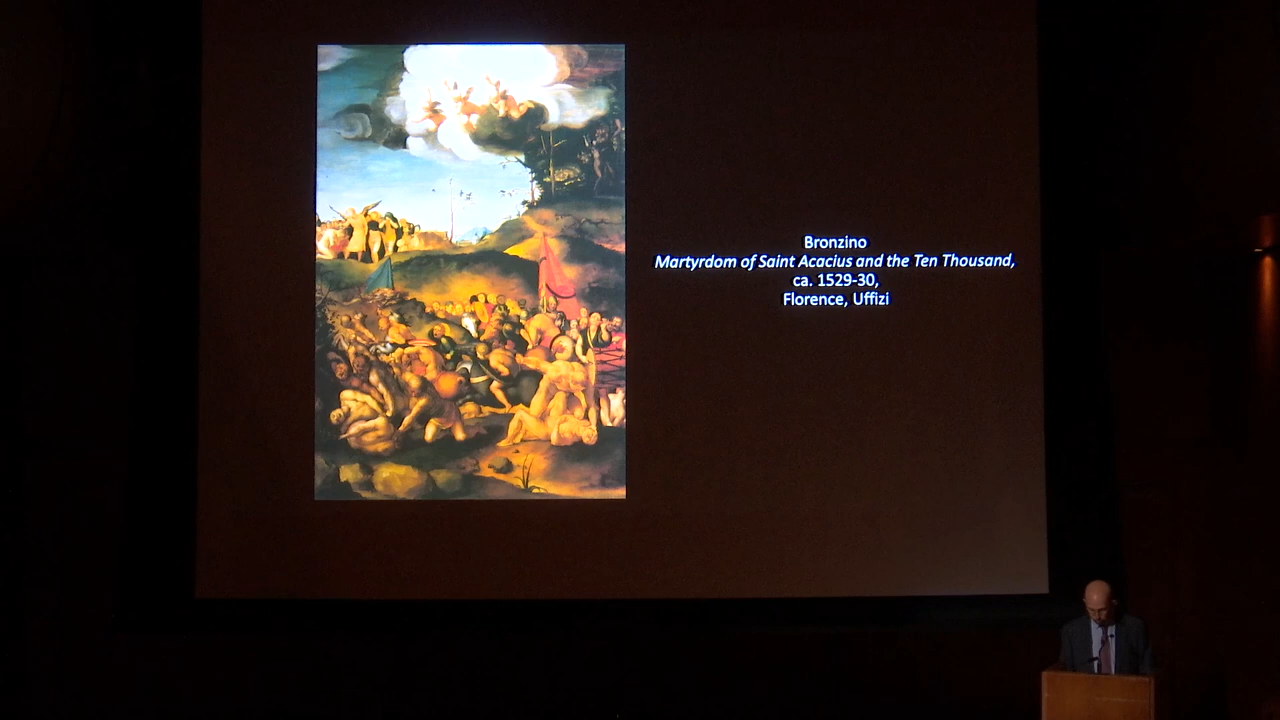 Bronzino
Martyrdom of Saint Acacius and the Ten Thousand,
ca. 1529-30,
Florence, Uffizi